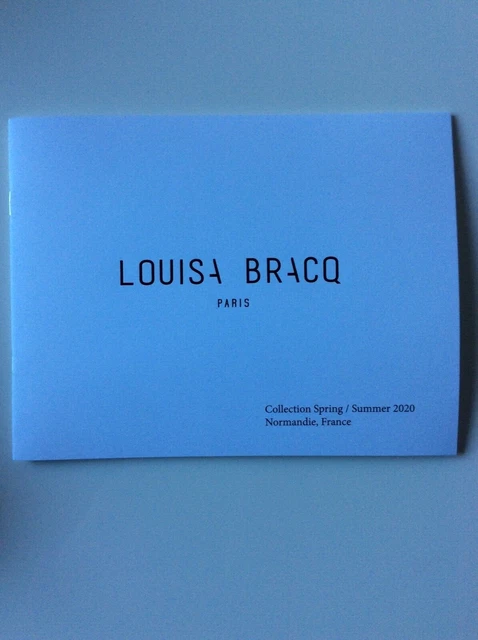 LOUISA BRACQ
PARIS
Collection Spring / Summer 2020
Normandie, France